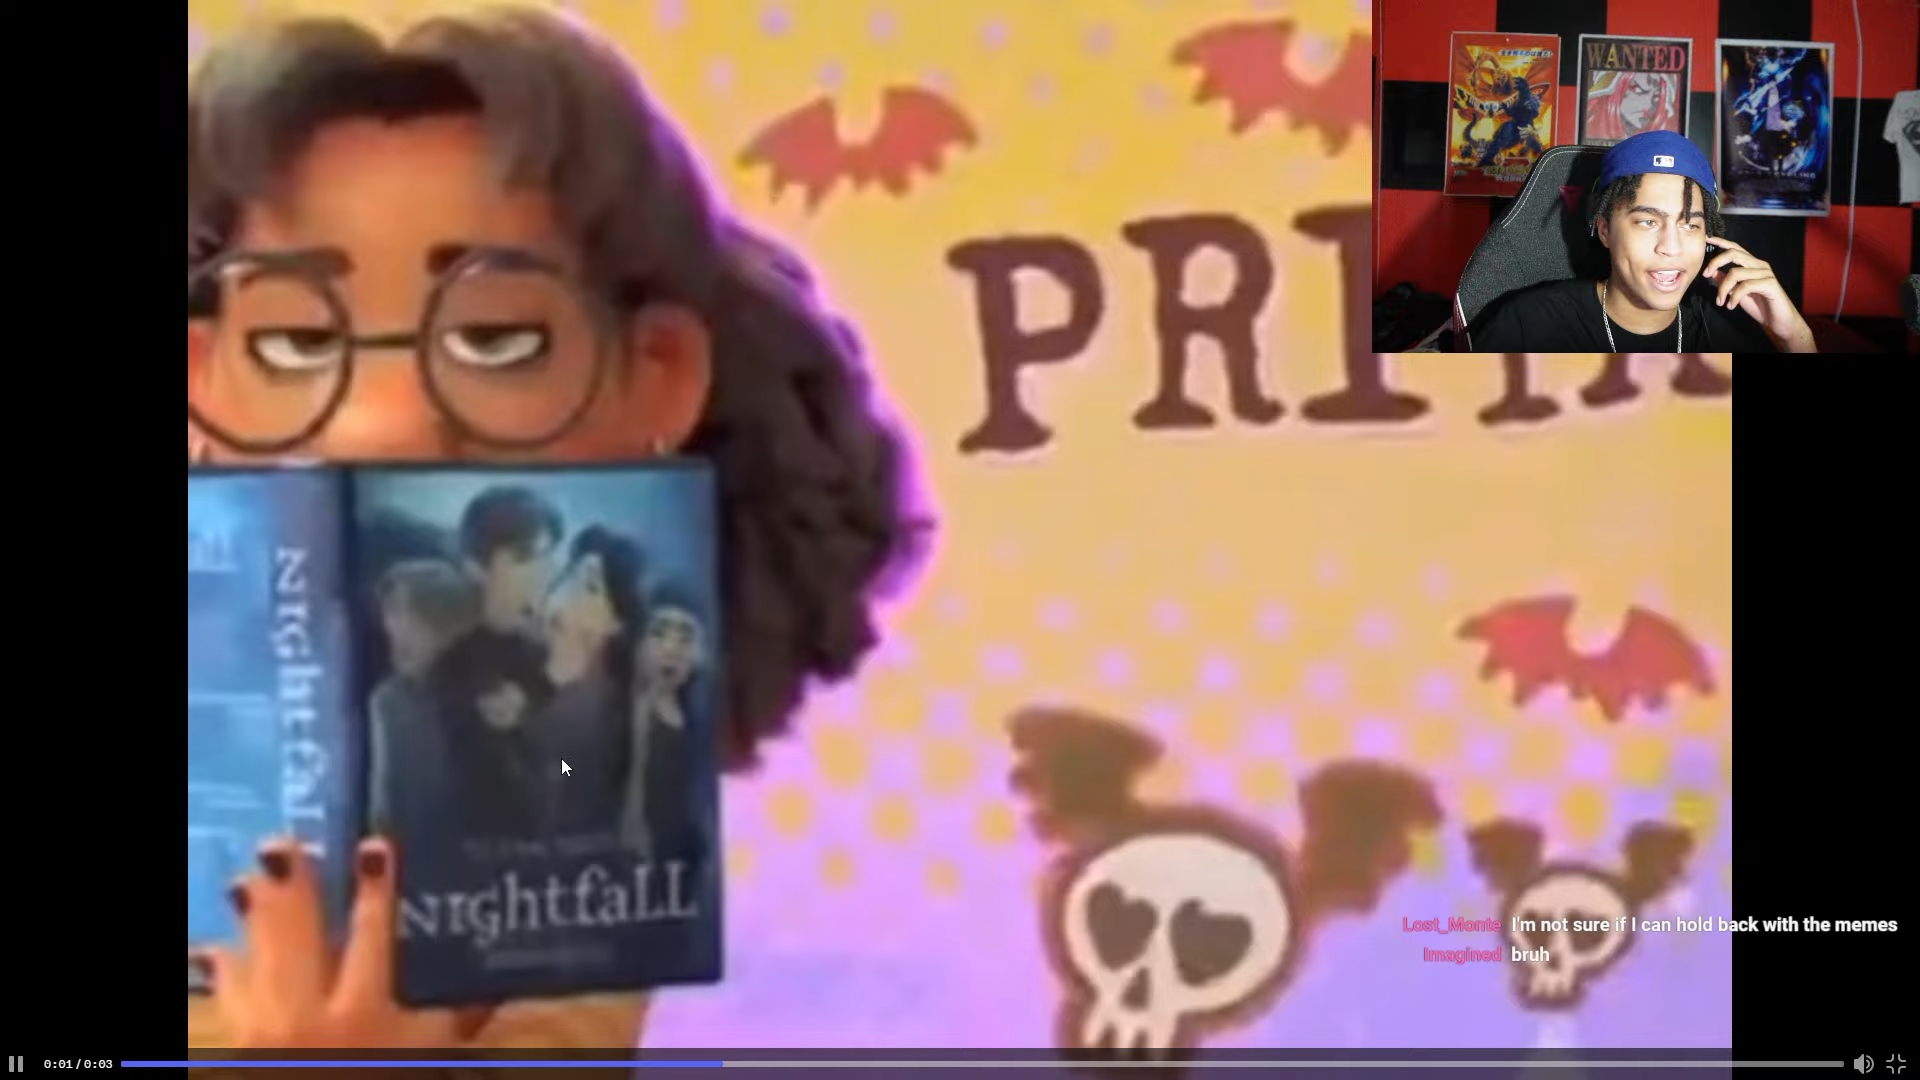 WANTED
PRIYA
Nightfall
Nightfall
Lost_Monte I'm not sure if I can hold back with the memes
Imagined bruh
0:01 / 0:03